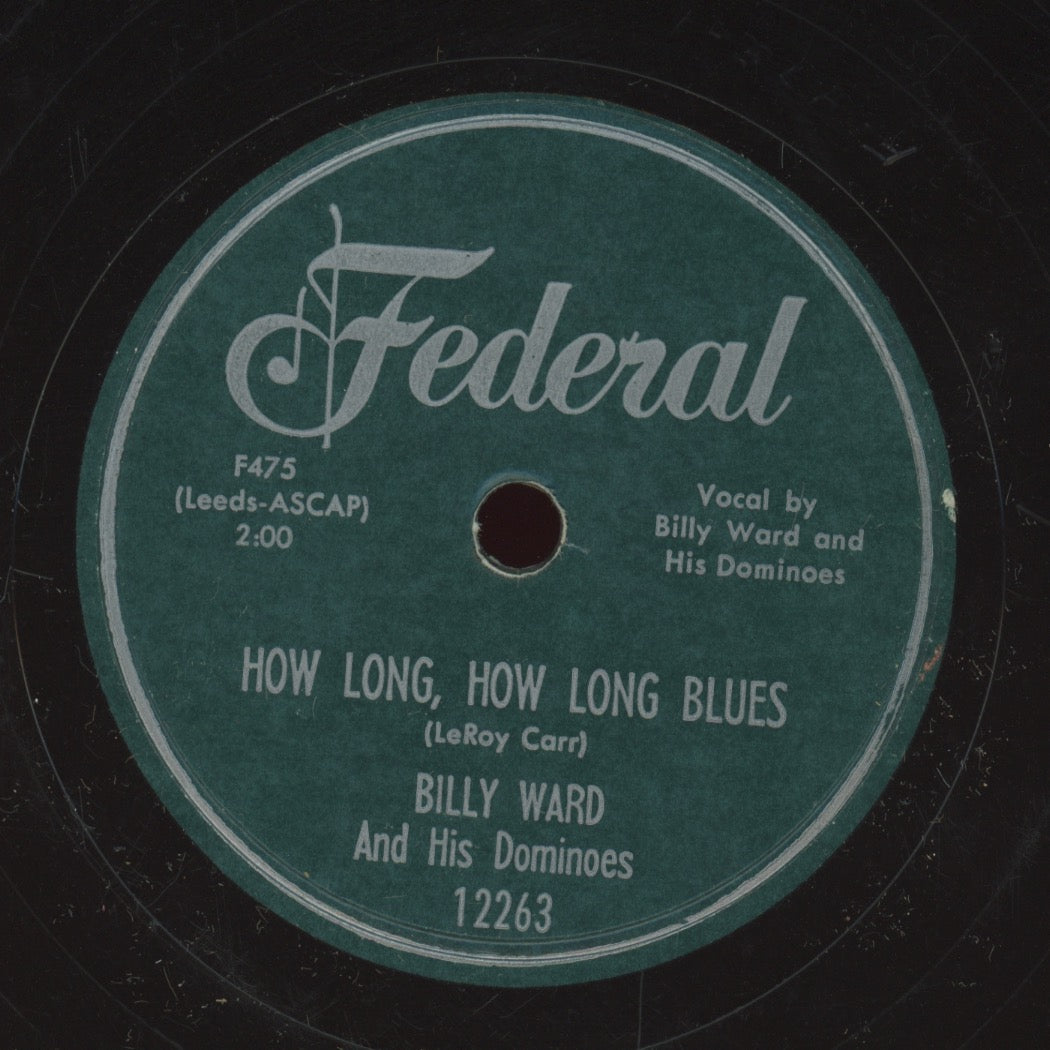 Federal
F475
(Leeds-ASCAP)
2:00
Vocal by
Billy Ward and
His Dominoes
HOW LONG, HOW LONG BLUES
(LeRoy Carr)
BILLY WARD
And His Dominoes
12263